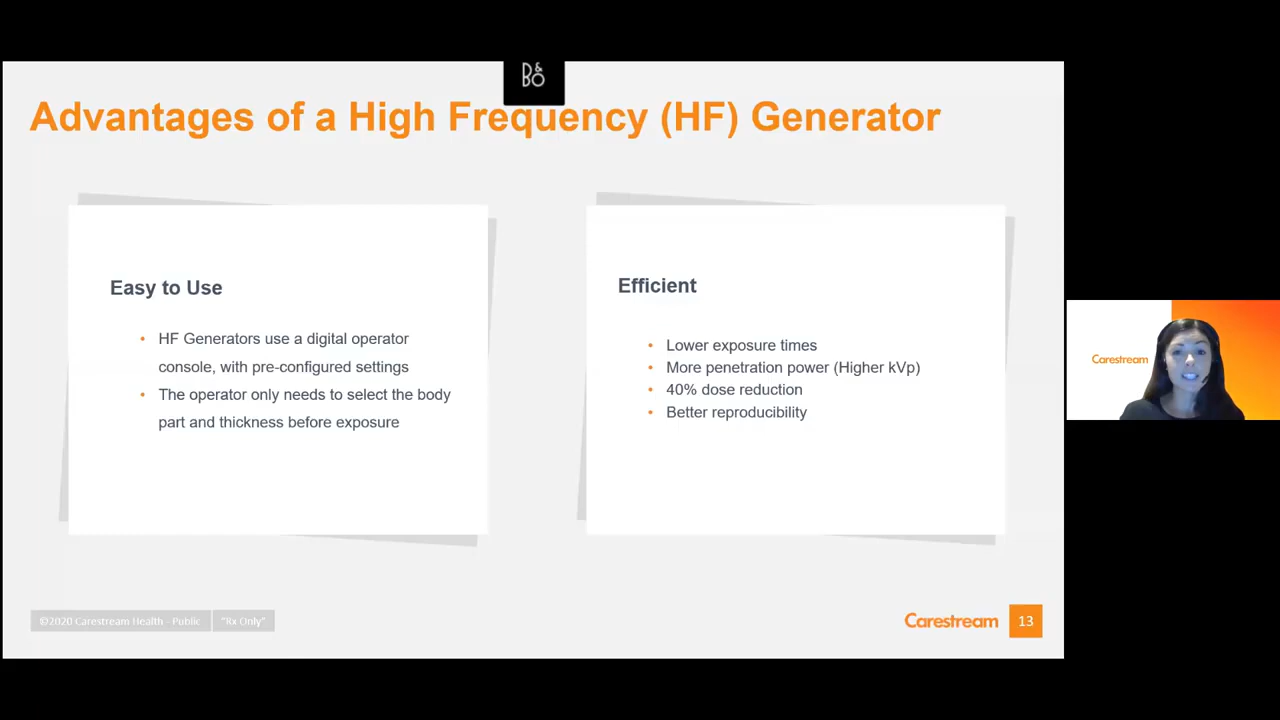 B&O
Advantages of a High Frequency (HF) Generator
Easy to Use
• HF Generators use a digital operator
console, with pre-configured settings
• The operator only needs to select the body
part and thickness before exposure
Efficient
• Lower exposure times
• More penetration power (Higher kVp)
• 40% dose reduction
• Better reproducibility
Carestream
©2020 Carestream Health - Public
"Rx Only"
Carestream
13